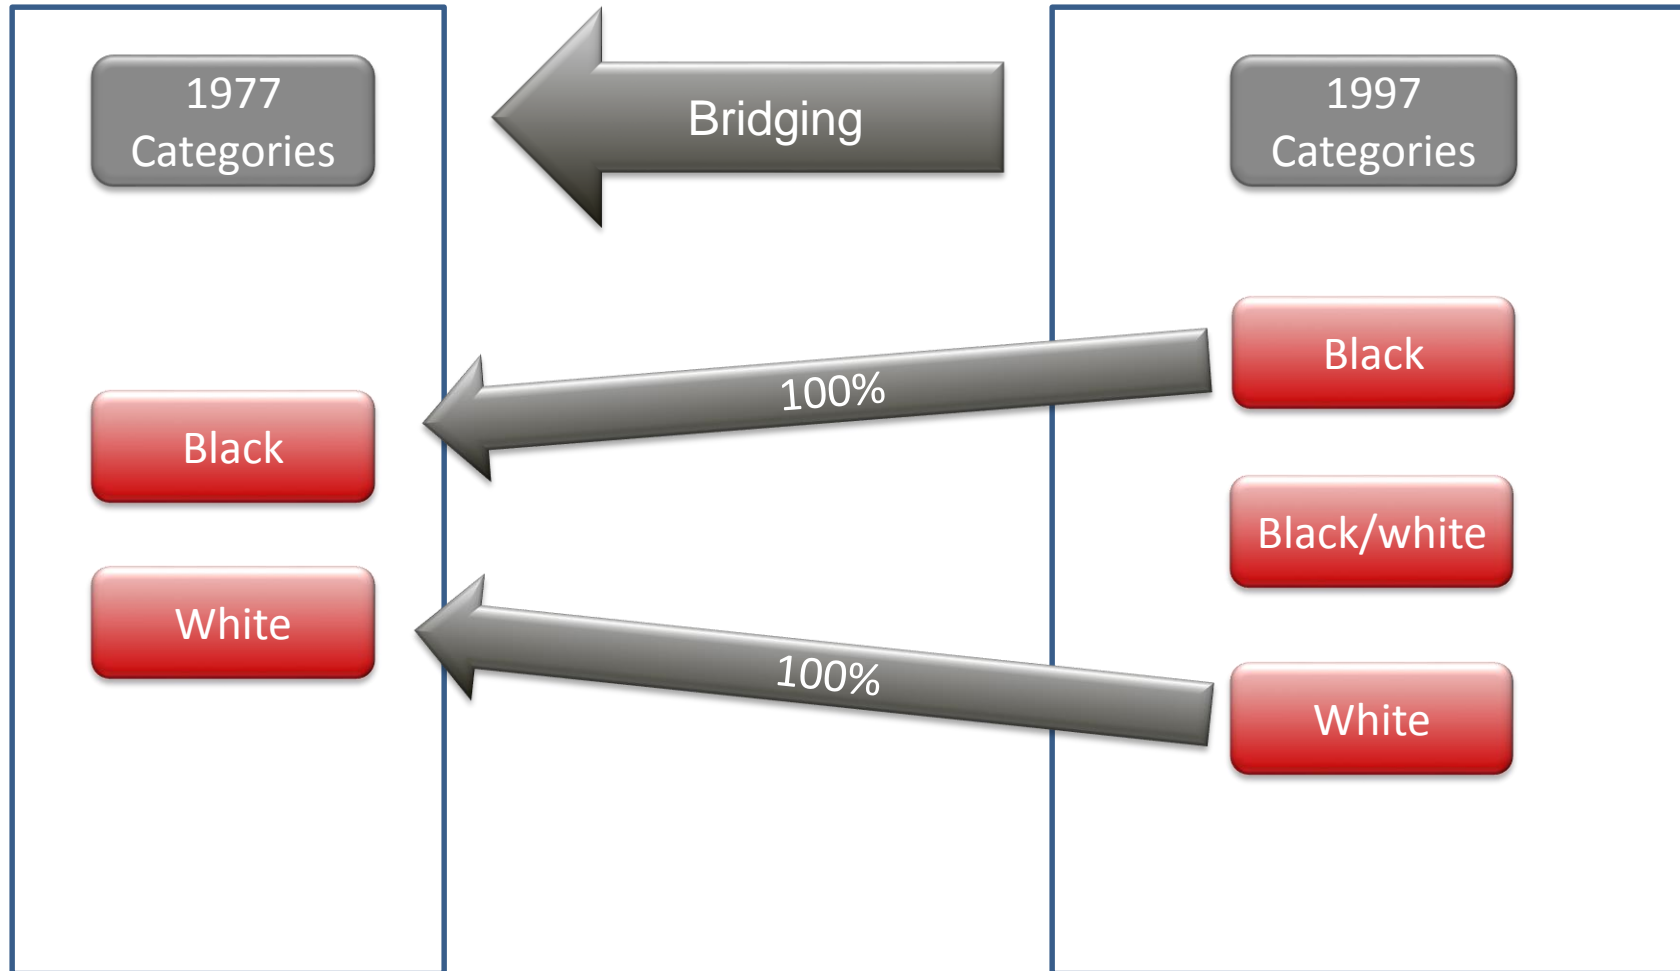 1977
Categories
Bridging
1997
Categories
Black
100%
Black
Black/white
White
100%
White